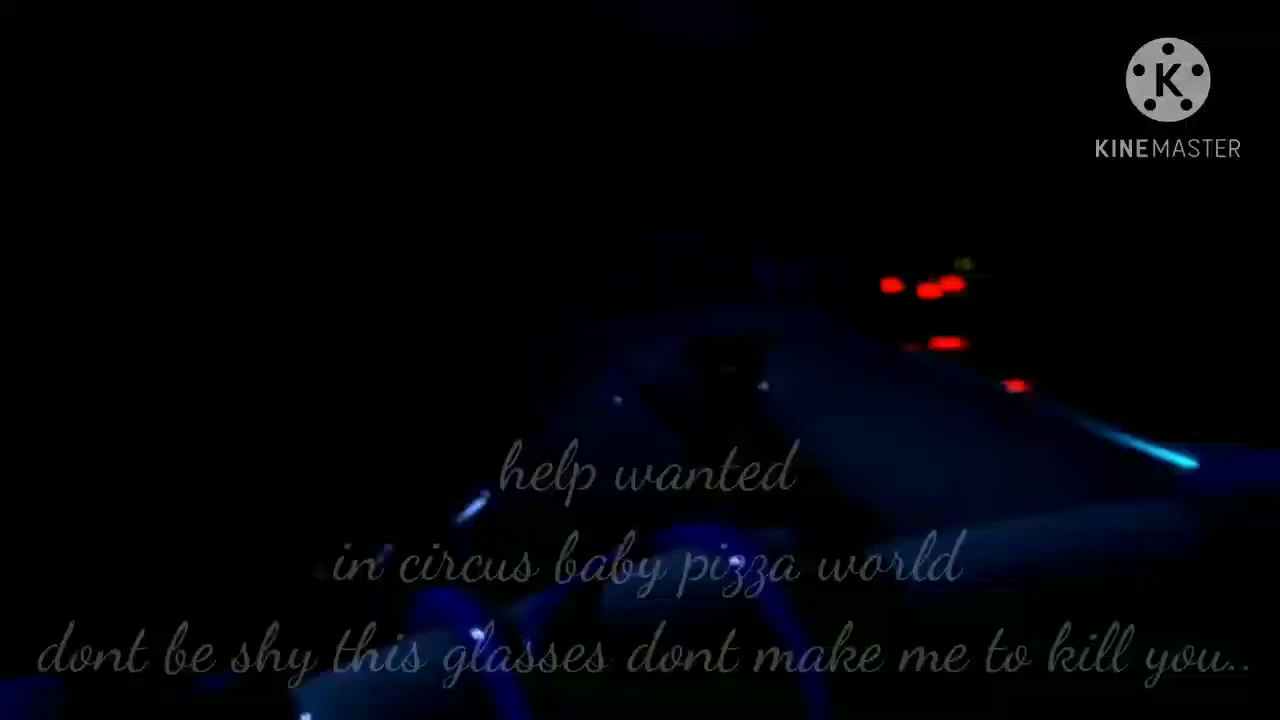 KINEMASTER
help wanted
in circus baby pizza world
dont be shy this glasses dont make me to kill you..